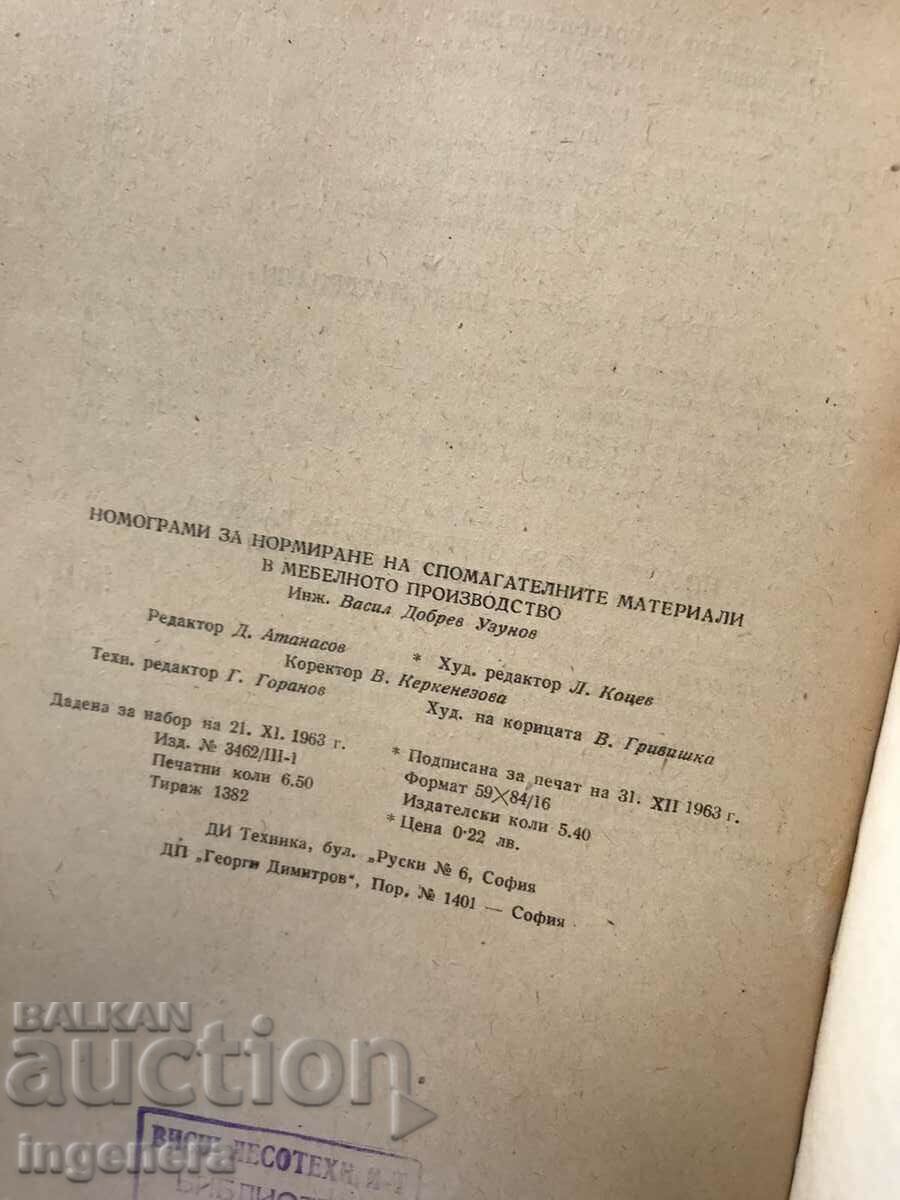 НОМОГРАМИ ЗА НОРМИРАНЕ НА СПОМАГАТЕЛНИТЕ МАТЕРИАЛИ
В МЕБЕЛНОТО ПРОИЗВОДСТВО
Инж. Васил Добрев Узунов
Редактор Д. Атанасов * Худ. редактор Л. Коцев
Техн. редактор Г. Горанов Коректор В. Керкенезова
Худ. на корицата В. Гривишка
Дадена за набор на 21. XI. 1963 г. * Подписана за печат на 31. XII 1963 г.
Изд. № 3462/III-1 Формат 59×84/16
Печатни коли 6.50 Издателски коли 5.40
Тираж 1382 * Цена 0·22 лв.
ДИ Техника, бул. „Руски № 6, София
ДП „Георги Димитров“, Пор. № 1401 — София
BALKAN
auction
ingenera
ВИСШ ЛЕСОТЕХН. И-Т